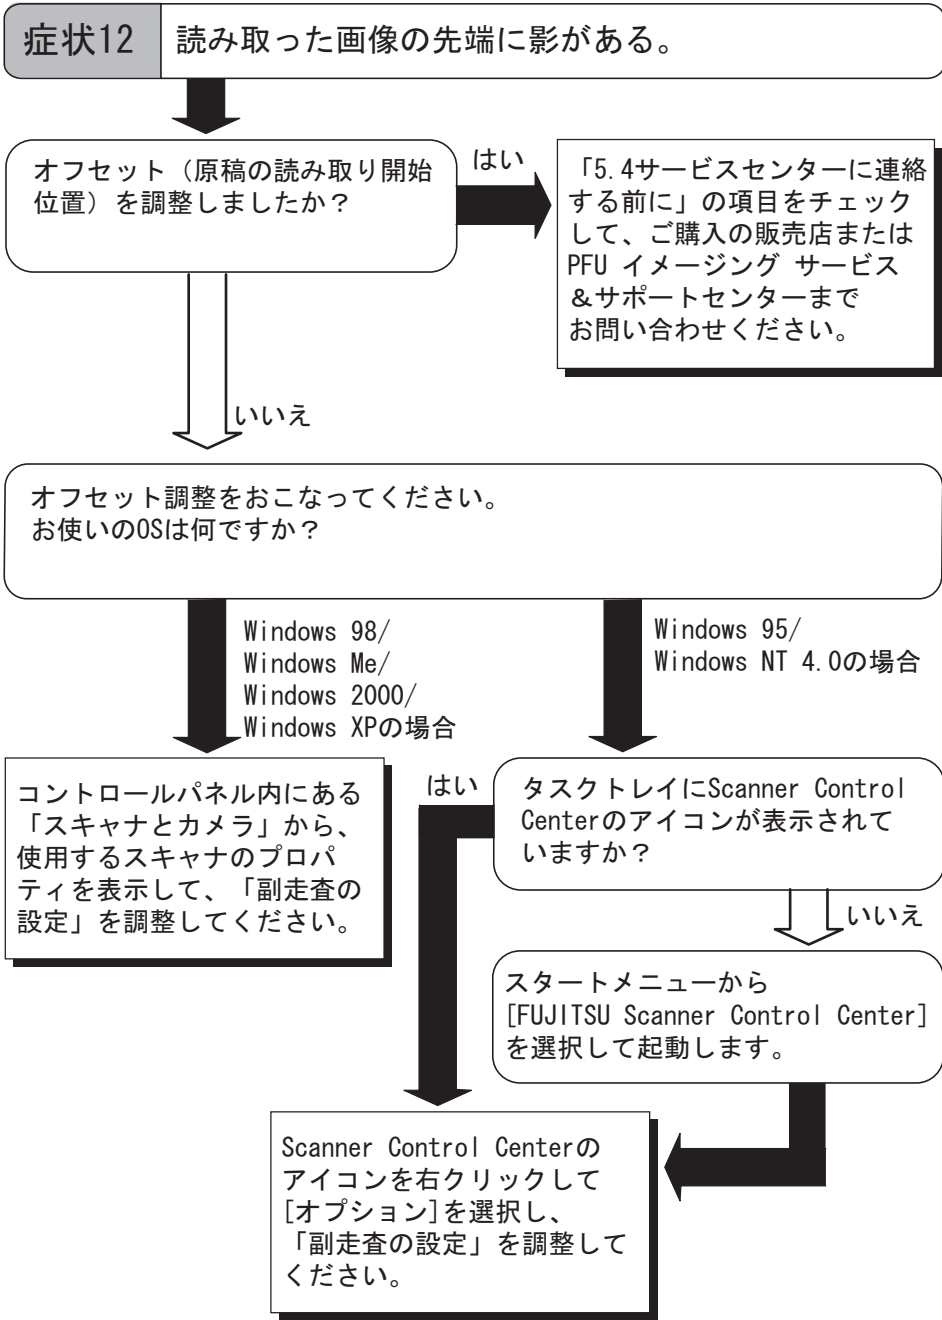 症状12
読み取った画像の先端に影がある。
オフセット（原稿の読み取り開始
位置）を調整しましたか？
はい
「5.4サービスセンターに連絡
する前に」の項目をチェック
して、ご購入の販売店または
PFU イメージング サービス
＆サポートセンターまで
お問い合わせください。
いいえ
オフセット調整をおこなってください。
お使いのOSは何ですか？
Windows 98/
Windows Me/
Windows 2000/
Windows XPの場合
Windows 95/
Windows NT 4.0の場合
コントロールパネル内にある
「スキャナとカメラ」から、
使用するスキャナのプロパ
ティを表示して、「副走査の
設定」を調整してください。
はい
タスクトレイにScanner Control
Centerのアイコンが表示されて
いますか？
いいえ
スタートメニューから
[FUJITSU Scanner Control Center]
を選択して起動します。
Scanner Control Centerの
アイコンを右クリックして
[オプション]を選択し、
「副走査の設定」を調整して
ください。